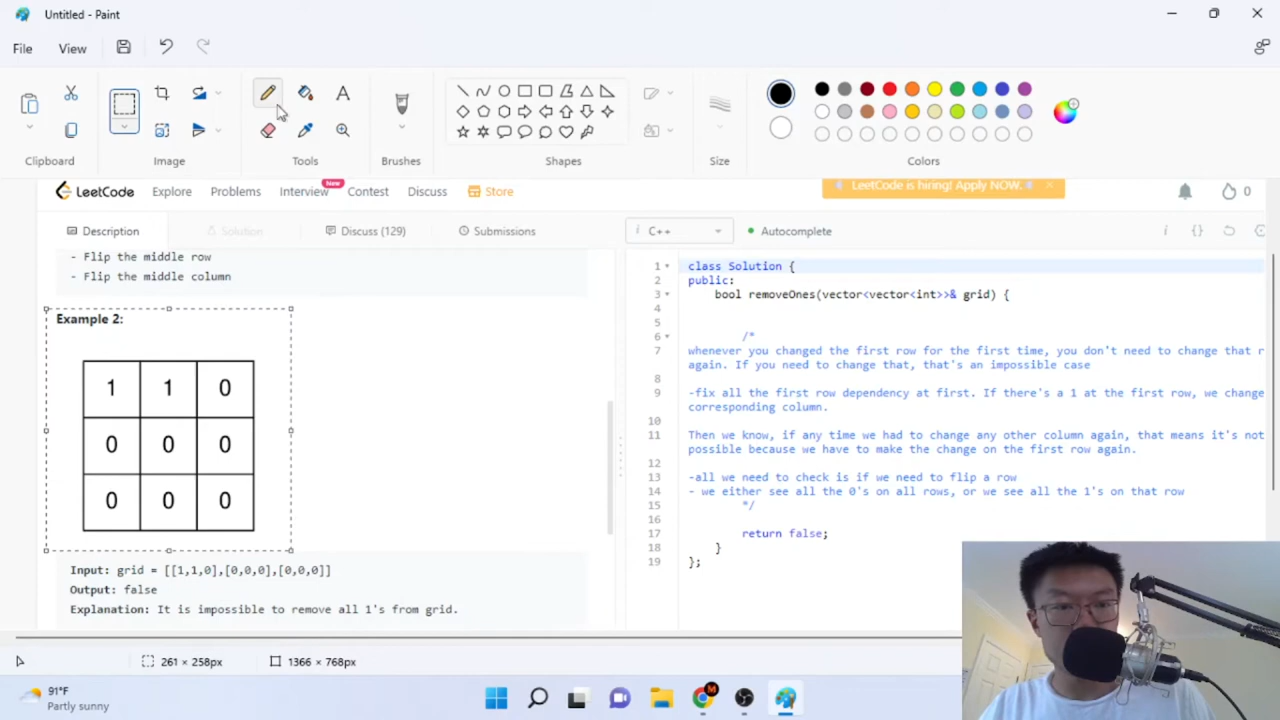 Untitled - Paint
File View
Clipboard
Image
Tools
Brushes
Shapes
Size
Colors
LeetCode Explore Problems Interview New Contest Discuss Store
LeetCode is hiring! Apply NOW.
0
Description Solution Discuss (129) Submissions
i C++ Autocomplete
- Flip the middle row
- Flip the middle column
Example 2:
1 1 0
0 0 0
0 0 0
Input: grid = [[1,1,0],[0,0,0],[0,0,0]]
Output: false
Explanation: It is impossible to remove all 1's from grid.
1 class Solution {
2 public:
3 bool removeOnes(vector<vector<int>>& grid) {
4
5
6 /*
7 whenever you changed the first row for the first time, you don't need to change that r
again. If you need to change that, that's an impossible case
8
9 -fix all the first row dependency at first. If there's a 1 at the first row, we change
corresponding column.
10
11 Then we know, if any time we had to change any other column again, that means it's not
possible because we have to make the change on the first row again.
12
13 -all we need to check is if we need to flip a row
14 - we either see all the 0's on all rows, or we see all the 1's on that row
15 */
16
17 return false;
18 }
19 };
261 × 258px 1366 × 768px
91°F
Partly sunny